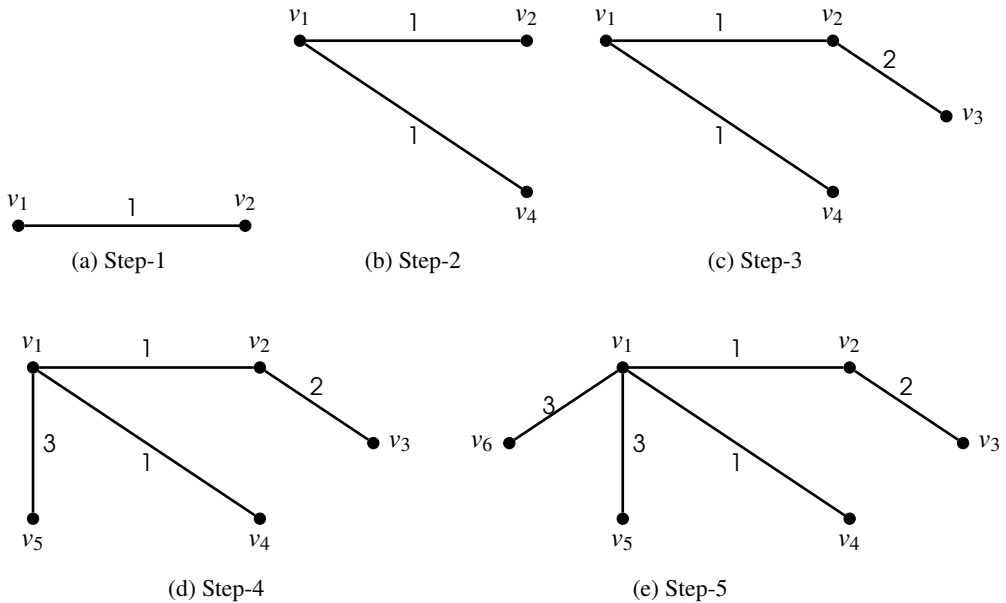 v1 1 v2
(a) Step-1
v1 1 v2
1
v4
(b) Step-2
v1 1 v2
2
v3
1
v4
(c) Step-3
v1 1 v2
2
3 v3
1
v5 v4
(d) Step-4
v1 1 v2
3 2
v6 3 v3
1
v5 v4
(e) Step-5